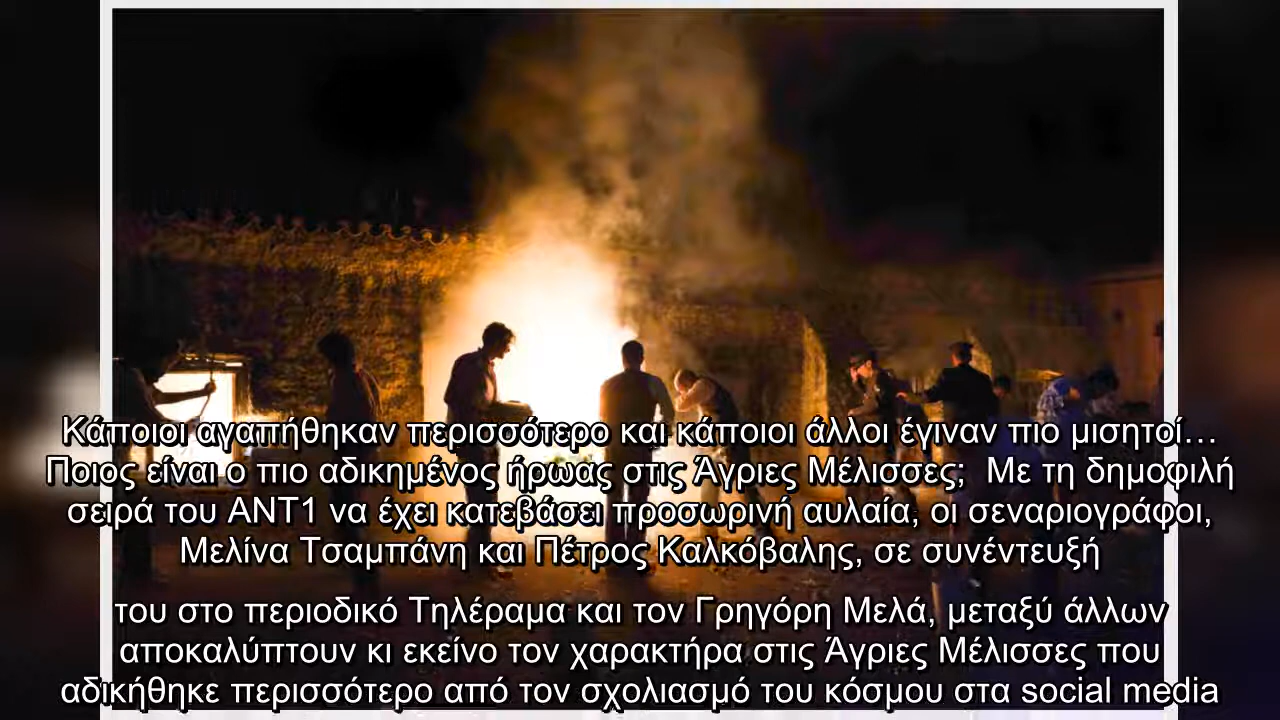 Κάποιοι αγαπήθηκαν περισσότερο και κάποιοι άλλοι έγιναν πιο μισητοί…
Ποιος είναι ο πιο αδικημένος ήρωας στις Άγριες Μέλισσες;  Με τη δημοφιλή
σειρά του ΑΝΤ1 να έχει κατεβάσει προσωρινή αυλαία, οι σεναριογράφοι,
Μελίνα Τσαμπάνη και Πέτρος Καλκόβαλης, σε συνέντευξή
του στο περιοδικό Τηλέραμα και τον Γρηγόρη Μελά, μεταξύ άλλων
αποκαλύπτουν κι εκείνο τον χαρακτήρα στις Άγριες Μέλισσες που
αδικήθηκε περισσότερο από τον σχολιασμό του κόσμου στα social media